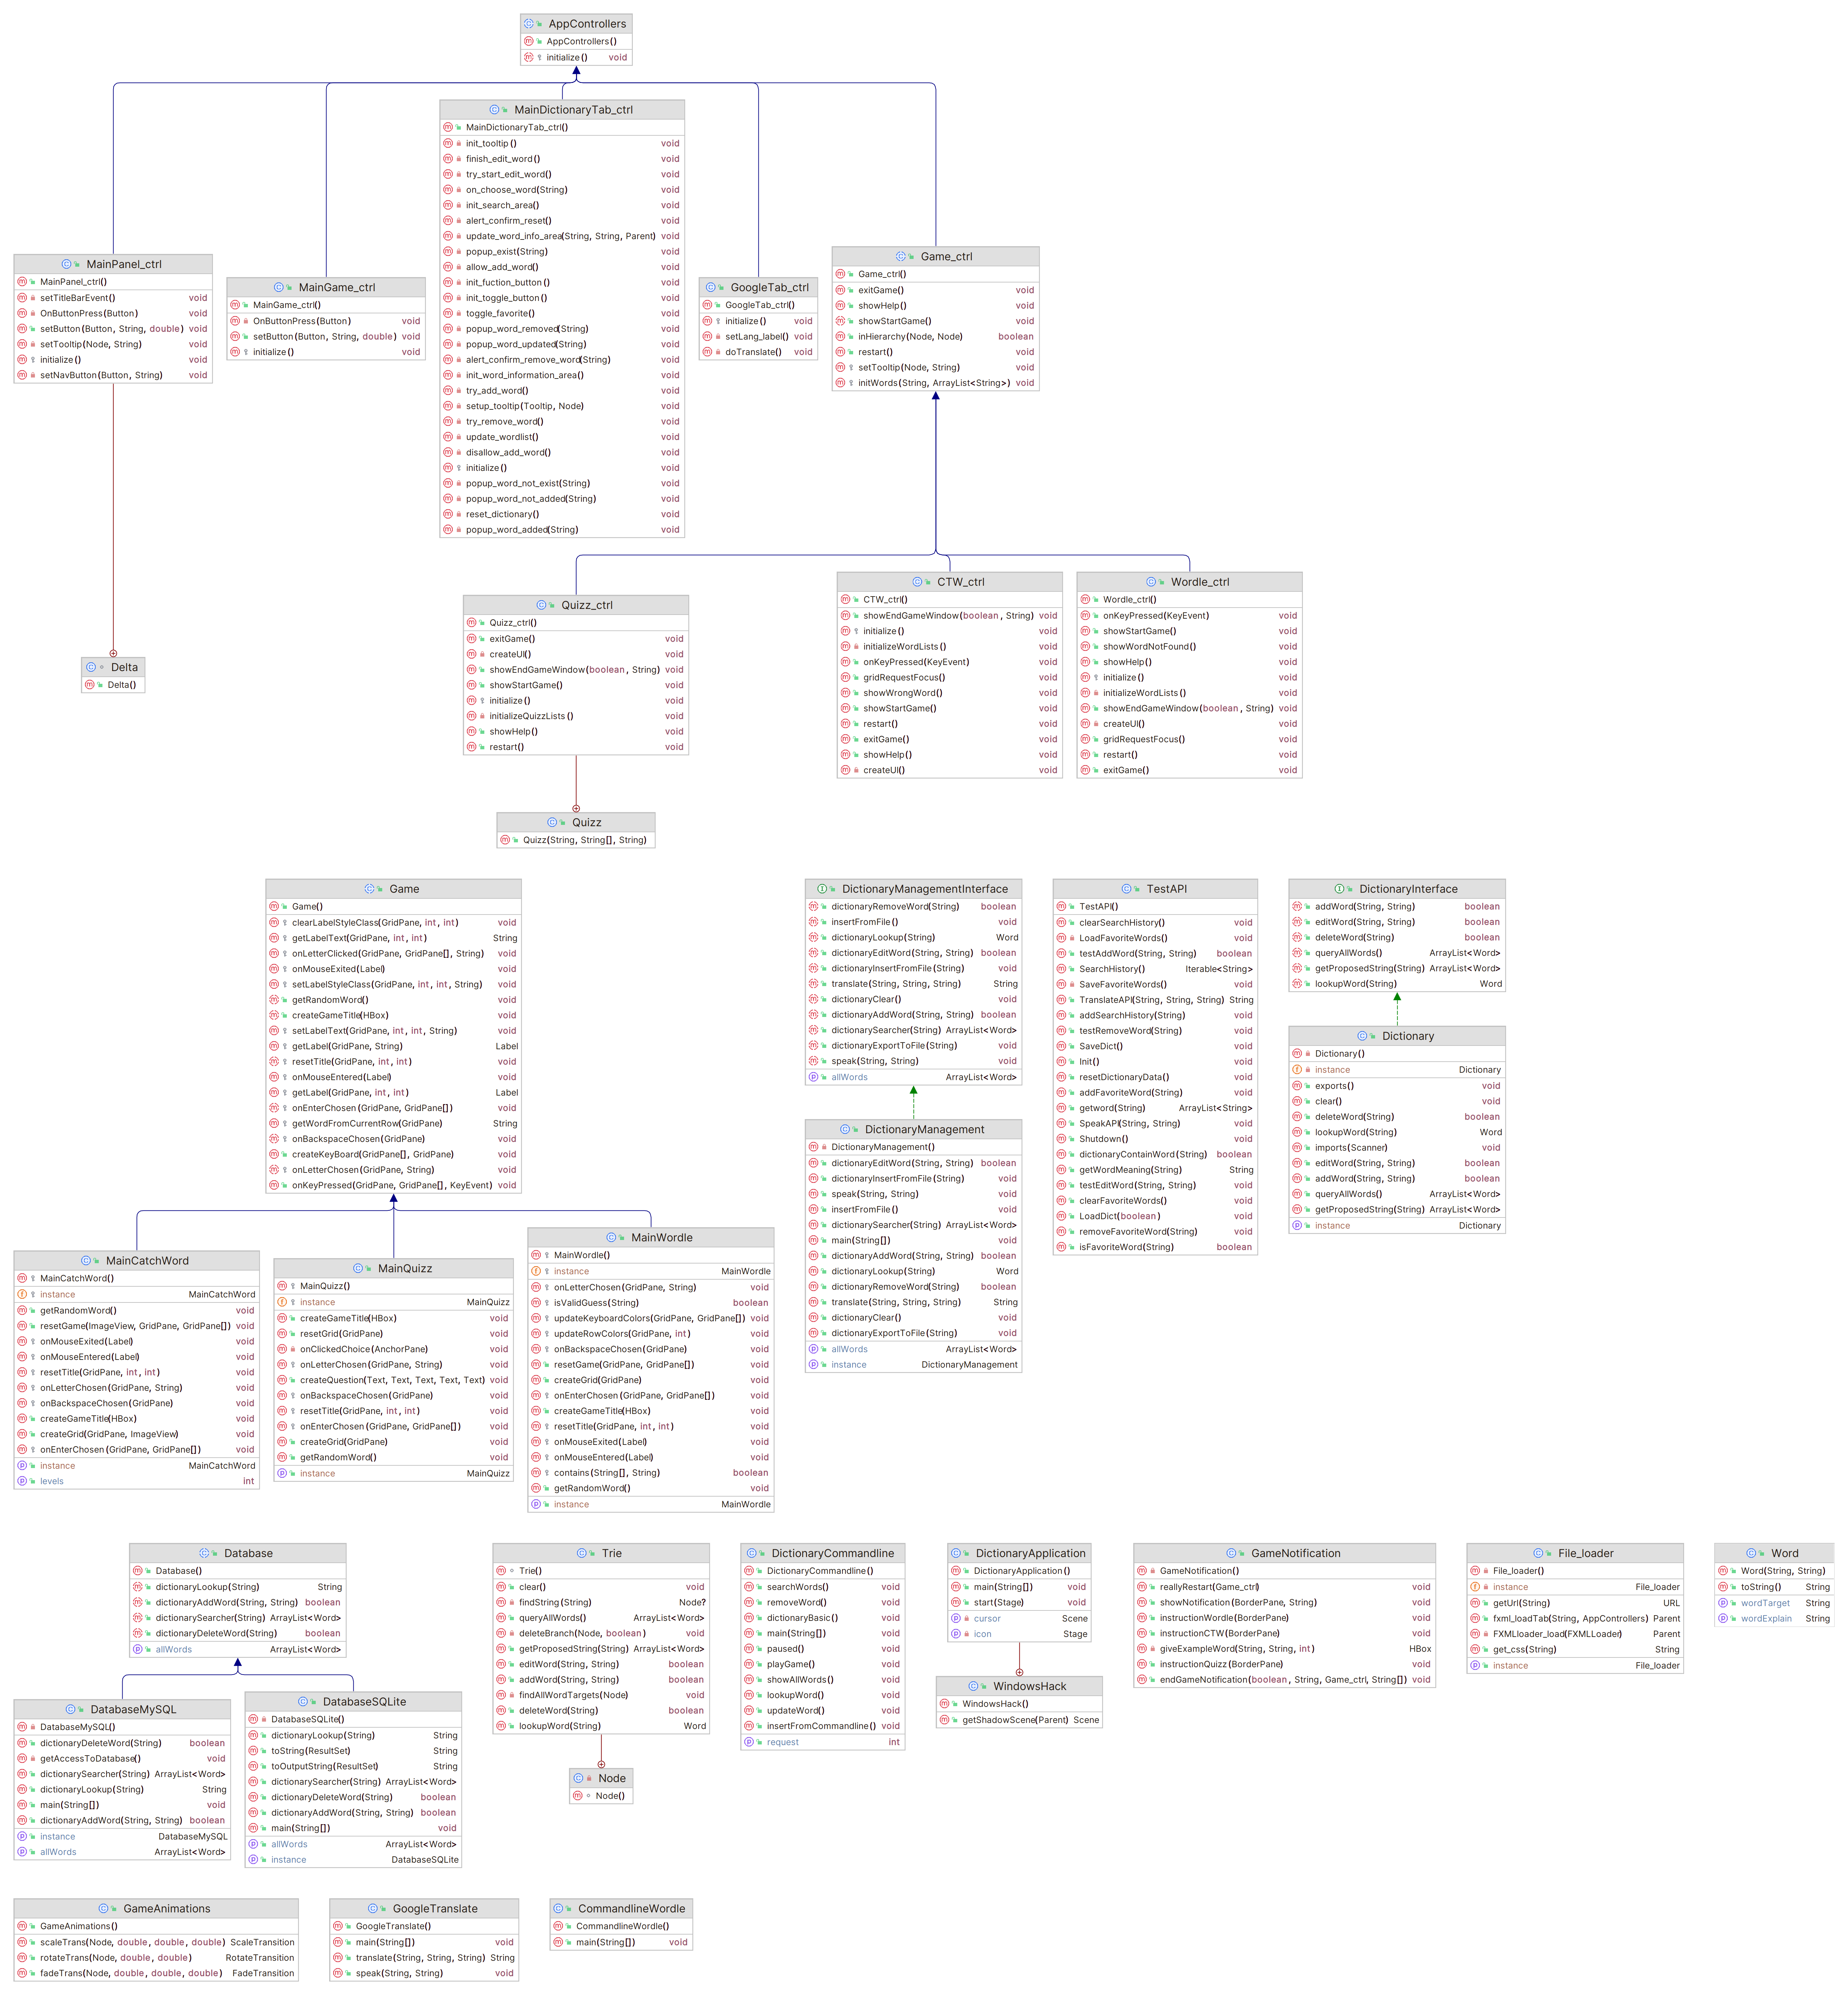 AppControllers
AppControllers()
initialize() void
MainDictionaryTab_ctrl
MainDictionaryTab_ctrl()
init_tooltip() void
finish_edit_word() void
try_start_edit_word() void
on_choose_word(String) void
init_search_area() void
alert_confirm_reset() void
update_word_info_area(String, String, Parent) void
popup_exist(String) void
allow_add_word() void
init_fuction_button() void
init_toggle_button() void
toggle_favorite() void
popup_word_removed(String) void
popup_word_updated(String) void
alert_confirm_remove_word(String) void
init_word_information_area() void
try_add_word() void
setup_tooltip(Tooltip, Node) void
try_remove_word() void
update_wordlist() void
disallow_add_word() void
initialize() void
popup_word_not_exist(String) void
popup_word_not_added(String) void
reset_dictionary() void
popup_word_added(String) void
MainPanel_ctrl
MainPanel_ctrl()
setTitleBarEvent() void
OnButtonPress(Button) void
setButton(Button, String, double) void
setTooltip(Node, String) void
initialize() void
setNavButton(Button, String) void
MainGame_ctrl
MainGame_ctrl()
OnButtonPress(Button) void
setButton(Button, String, double) void
initialize() void
GoogleTab_ctrl
GoogleTab_ctrl()
initialize() void
setLang_label() void
doTranslate() void
Game_ctrl
Game_ctrl()
exitGame() void
showHelp() void
showStartGame() void
inHierarchy(Node, Node) boolean
restart() void
setTooltip(Node, String) void
initWords(String, ArrayList<String>) void
Delta
Delta()
Quizz_ctrl
Quizz_ctrl()
exitGame() void
createUI() void
showEndGameWindow(boolean, String) void
showStartGame() void
initialize() void
initializeQuizzLists() void
showHelp() void
restart() void
CTW_ctrl
CTW_ctrl()
showEndGameWindow(boolean, String) void
initialize() void
initializeWordLists() void
onKeyPressed(KeyEvent) void
gridRequestFocus() void
showWrongWord() void
showStartGame() void
restart() void
exitGame() void
showHelp() void
createUI() void
Wordle_ctrl
Wordle_ctrl()
onKeyPressed(KeyEvent) void
showStartGame() void
showWordNotFound() void
showHelp() void
initialize() void
initializeWordLists() void
showEndGameWindow(boolean, String) void
createUI() void
gridRequestFocus() void
restart() void
exitGame() void
Quizz
Quizz(String, String[], String)
Game
Game()
clearLabelStyleClass(GridPane, int, int) void
getLabelText(GridPane, int, int) String
onLetterClicked(GridPane, GridPane[], String) void
onMouseExited(Label) void
setLabelStyleClass(GridPane, int, int, String) void
getRandomWord() void
createGameTitle(HBox) void
setLabelText(GridPane, int, int, String) void
getLabel(GridPane, String) Label
resetTitle(GridPane, int, int) void
onMouseEntered(Label) void
getLabel(GridPane, int, int) Label
onEnterChosen(GridPane, GridPane[]) void
getWordFromCurrentRow(GridPane) String
onBackspaceChosen(GridPane) void
createKeyBoard(GridPane[], GridPane) void
onLetterChosen(GridPane, String) void
onKeyPressed(GridPane, GridPane[], KeyEvent) void
DictionaryManagementInterface
dictionaryRemoveWord(String) boolean
insertFromFile() void
dictionaryLookup(String) Word
dictionaryEditWord(String, String) boolean
dictionaryInsertFromFile(String) void
translate(String, String, String) String
dictionaryClear() void
dictionaryAddWord(String, String) boolean
dictionarySearcher(String) ArrayList<Word>
dictionaryExportToFile(String) void
speak(String, String) void
allWords ArrayList<Word>
DictionaryManagement
DictionaryManagement()
dictionaryEditWord(String, String) boolean
dictionaryInsertFromFile(String) void
speak(String, String) void
insertFromFile() void
dictionarySearcher(String) ArrayList<Word>
main(String[]) void
dictionaryAddWord(String, String) boolean
dictionaryLookup(String) Word
dictionaryRemoveWord(String) boolean
translate(String, String, String) String
dictionaryClear() void
dictionaryExportToFile(String) void
allWords ArrayList<Word>
instance DictionaryManagement
TestAPI
TestAPI()
clearSearchHistory() void
LoadFavoriteWords() void
testAddWord(String, String) boolean
SearchHistory() Iterable<String>
SaveFavoriteWords() void
TranslateAPI(String, String, String) String
addSearchHistory(String) void
testRemoveWord(String) void
SaveDict() void
Init() void
resetDictionaryData() void
addFavoriteWord(String) void
getword(String) ArrayList<String>
SpeakAPI(String, String) void
Shutdown() void
dictionaryContainWord(String) boolean
getWordMeaning(String) String
testEditWord(String, String) void
clearFavoriteWords() void
LoadDict(boolean) void
removeFavoriteWord(String) void
isFavoriteWord(String) boolean
DictionaryInterface
addWord(String, String) boolean
editWord(String, String) boolean
deleteWord(String) boolean
queryAllWords() ArrayList<Word>
getProposedString(String) ArrayList<Word>
lookupWord(String) Word
Dictionary
Dictionary()
instance Dictionary
exports() void
clear() void
deleteWord(String) boolean
lookupWord(String) Word
imports(Scanner) void
editWord(String, String) boolean
addWord(String, String) boolean
queryAllWords() ArrayList<Word>
getProposedString(String) ArrayList<Word>
instance Dictionary
MainCatchWord
MainCatchWord()
instance MainCatchWord
getRandomWord() void
resetGame(ImageView, GridPane, GridPane[]) void
onMouseExited(Label) void
onMouseEntered(Label) void
resetTitle(GridPane, int, int) void
onLetterChosen(GridPane, String) void
onBackspaceChosen(GridPane) void
createGameTitle(HBox) void
createGrid(GridPane, ImageView) void
onEnterChosen(GridPane, GridPane[]) void
instance MainCatchWord
levels int
MainQuizz
MainQuizz()
instance MainQuizz
createGameTitle(HBox) void
resetGrid(GridPane) void
onClickedChoice(AnchorPane) void
onLetterChosen(GridPane, String) void
createQuestion(Text, Text, Text, Text, Text) void
onBackspaceChosen(GridPane) void
resetTitle(GridPane, int, int) void
onEnterChosen(GridPane, GridPane[]) void
createGrid(GridPane) void
getRandomWord() void
instance MainQuizz
MainWordle
MainWordle()
instance MainWordle
onLetterChosen(GridPane, String) void
isValidGuess(String) boolean
updateKeyboardColors(GridPane, GridPane[]) void
updateRowColors(GridPane, int) void
onBackspaceChosen(GridPane) void
resetGame(GridPane, GridPane[]) void
createGrid(GridPane) void
onEnterChosen(GridPane, GridPane[]) void
createGameTitle(HBox) void
resetTitle(GridPane, int, int) void
onMouseExited(Label) void
onMouseEntered(Label) void
contains(String[], String) boolean
getRandomWord() void
instance MainWordle
Database
Database()
dictionaryLookup(String) String
dictionaryAddWord(String, String) boolean
dictionarySearcher(String) ArrayList<Word>
dictionaryDeleteWord(String) boolean
allWords ArrayList<Word>
DatabaseMySQL
DatabaseMySQL()
dictionaryDeleteWord(String) boolean
getAccessToDatabase() void
dictionarySearcher(String) ArrayList<Word>
dictionaryLookup(String) String
main(String[]) void
dictionaryAddWord(String, String) boolean
instance DatabaseMySQL
allWords ArrayList<Word>
DatabaseSQLite
DatabaseSQLite()
dictionaryLookup(String) String
toString(ResultSet) String
toOutputString(ResultSet) String
dictionarySearcher(String) ArrayList<Word>
dictionaryDeleteWord(String) boolean
dictionaryAddWord(String, String) boolean
main(String[]) void
allWords ArrayList<Word>
instance DatabaseSQLite
Trie
Trie()
clear() void
findString(String) Node?
queryAllWords() ArrayList<Word>
deleteBranch(Node, boolean) void
getProposedString(String) ArrayList<Word>
editWord(String, String) boolean
addWord(String, String) boolean
findAllWordTargets(Node) void
deleteWord(String) boolean
lookupWord(String) Word
Node
Node()
DictionaryCommandline
DictionaryCommandline()
searchWords() void
removeWord() void
dictionaryBasic() void
main(String[]) void
paused() void
playGame() void
showAllWords() void
lookupWord() void
updateWord() void
insertFromCommandline() void
request int
DictionaryApplication
DictionaryApplication()
main(String[]) void
start(Stage) void
cursor Scene
icon Stage
WindowsHack
WindowsHack()
getShadowScene(Parent) Scene
GameNotification
GameNotification()
reallyRestart(Game_ctrl) void
showNotification(BorderPane, String) void
instructionWordle(BorderPane) void
instructionCTW(BorderPane) void
giveExampleWord(String, String, int) HBox
instructionQuizz(BorderPane) void
endGameNotification(boolean, String, Game_ctrl, String[]) void
File_loader
File_loader()
instance File_loader
getUrl(String) URL
fxml_loadTab(String, AppControllers) Parent
FXMLloader_load(FXMLLoader) Parent
get_css(String) String
instance File_loader
Word
Word(String, String)
toString() String
wordTarget String
wordExplain String
GameAnimations
GameAnimations()
scaleTrans(Node, double, double, double) ScaleTransition
rotateTrans(Node, double, double) RotateTransition
fadeTrans(Node, double, double, double) FadeTransition
GoogleTranslate
GoogleTranslate()
main(String[]) void
translate(String, String, String) String
speak(String, String) void
CommandlineWordle
CommandlineWordle()
main(String[]) void